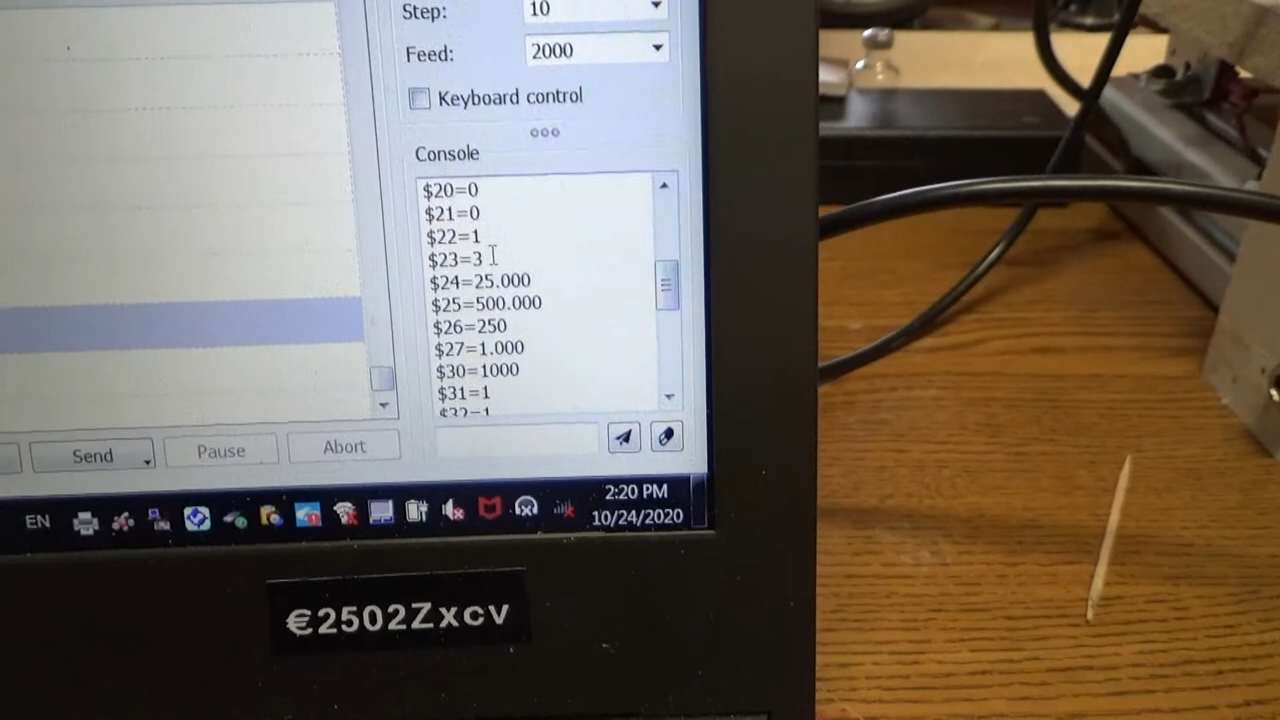 Step: 10
Feed: 2000
Keyboard control
Console
$20=0
$21=0
$22=1
$23=3
$24=25.000
$25=500.000
$26=250
$27=1.000
$30=1000
$31=1
$32=1
Send
Pause
Abort
EN
2:20 PM
10/24/2020
€2502Zxcv